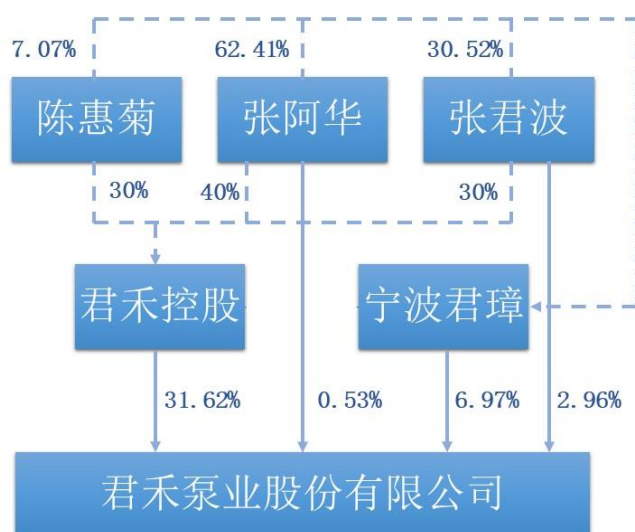 7.07%
62.41%
30.52%
陈惠菊
张阿华
张君波
30%
40%
30%
君禾控股
宁波君璋
31.62%
0.53%
6.97%
2.96%
君禾泵业股份有限公司